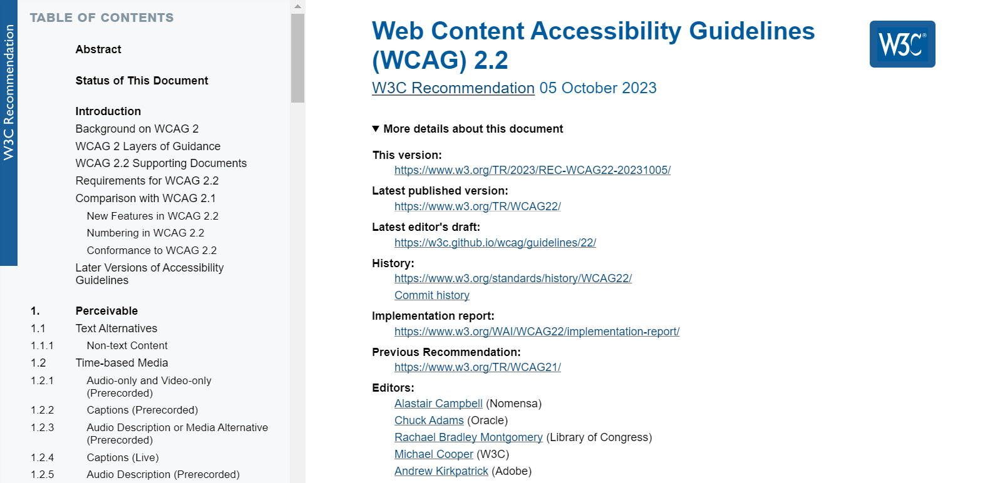 W3C Recommendation
TABLE OF CONTENTS
Abstract
Status of This Document
Introduction
Background on WCAG 2
WCAG 2 Layers of Guidance
WCAG 2.2 Supporting Documents
Requirements for WCAG 2.2
Comparison with WCAG 2.1
New Features in WCAG 2.2
Numbering in WCAG 2.2
Conformance to WCAG 2.2
Later Versions of Accessibility
Guidelines
1. Perceivable
1.1 Text Alternatives
1.1.1 Non-text Content
1.2 Time-based Media
1.2.1 Audio-only and Video-only
(Prerecorded)
1.2.2 Captions (Prerecorded)
1.2.3 Audio Description or Media Alternative
(Prerecorded)
1.2.4 Captions (Live)
1.2.5 Audio Description (Prerecorded)
Web Content Accessibility Guidelines
(WCAG) 2.2
W3C®
W3C Recommendation 05 October 2023
▼ More details about this document
This version:
https://www.w3.org/TR/2023/REC-WCAG22-20231005/
Latest published version:
https://www.w3.org/TR/WCAG22/
Latest editor's draft:
https://w3c.github.io/wcag/guidelines/22/
History:
https://www.w3.org/standards/history/WCAG22/
Commit history
Implementation report:
https://www.w3.org/WAI/WCAG22/implementation-report/
Previous Recommendation:
https://www.w3.org/TR/WCAG21/
Editors:
Alastair Campbell (Nomensa)
Chuck Adams (Oracle)
Rachael Bradley Montgomery (Library of Congress)
Michael Cooper (W3C)
Andrew Kirkpatrick (Adobe)